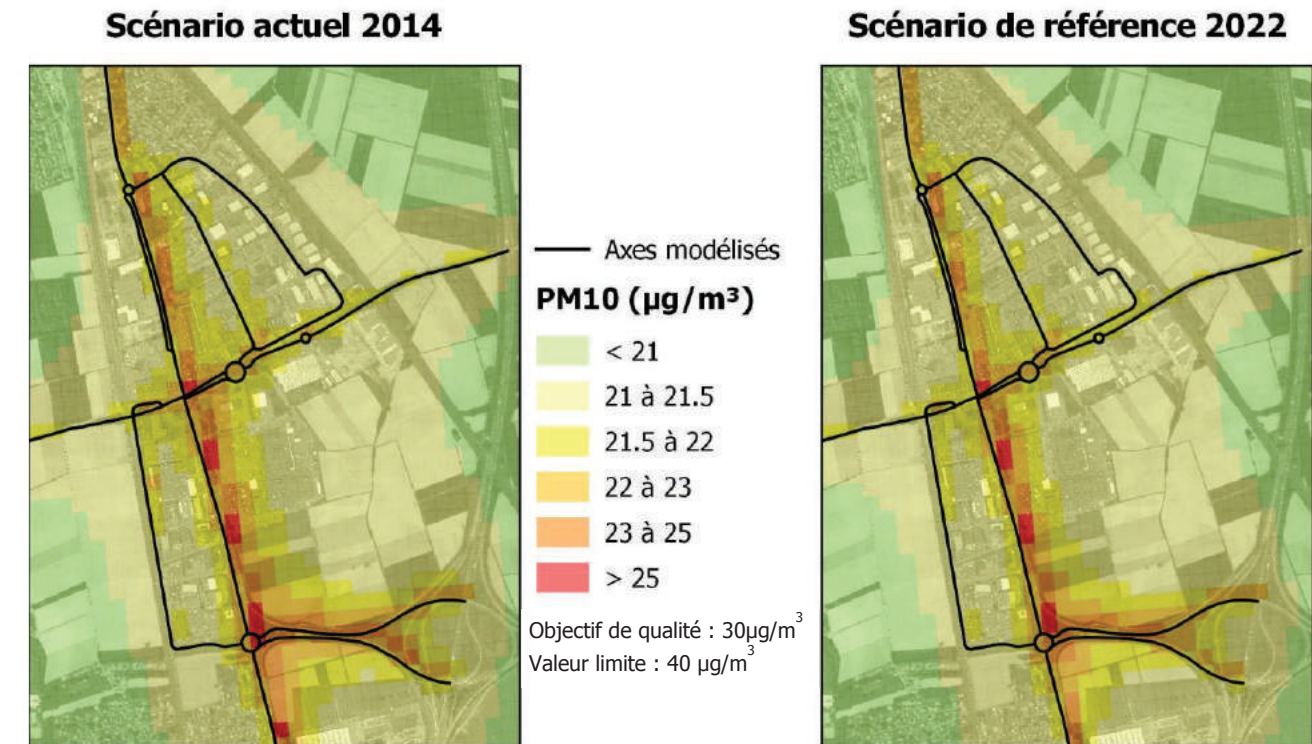 Scénario actuel 2014
Scénario de référence 2022
Axes modélisés
PM10 (µg/m³)
< 21
21 à 21.5
21.5 à 22
22 à 23
23 à 25
> 25
Objectif de qualité : 30µg/m³
Valeur limite : 40 µg/m³